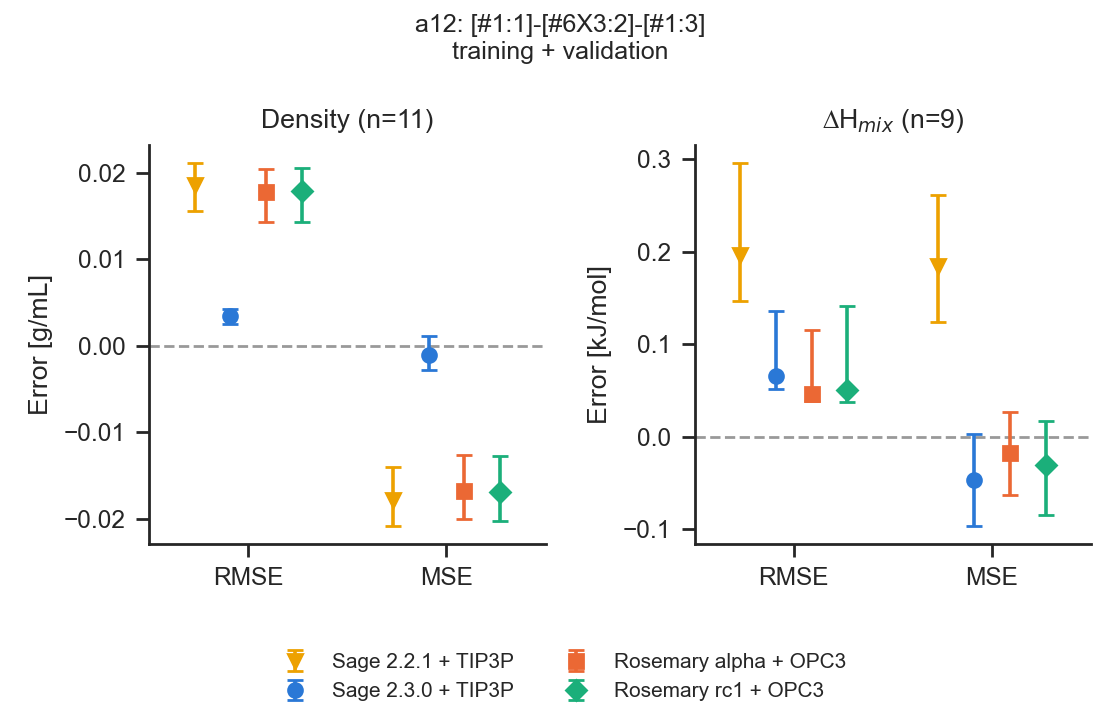 a12: [#1:1]-[#6X3:2]-[#1:3]
training + validation
Density (n=11)
ΔHmix (n=9)
Error [g/mL]
0.02
0.01
0.00
−0.01
−0.02
RMSE
MSE
Error [kJ/mol]
0.3
0.2
0.1
0.0
−0.1
RMSE
MSE
Sage 2.2.1 + TIP3P
Sage 2.3.0 + TIP3P
Rosemary alpha + OPC3
Rosemary rc1 + OPC3